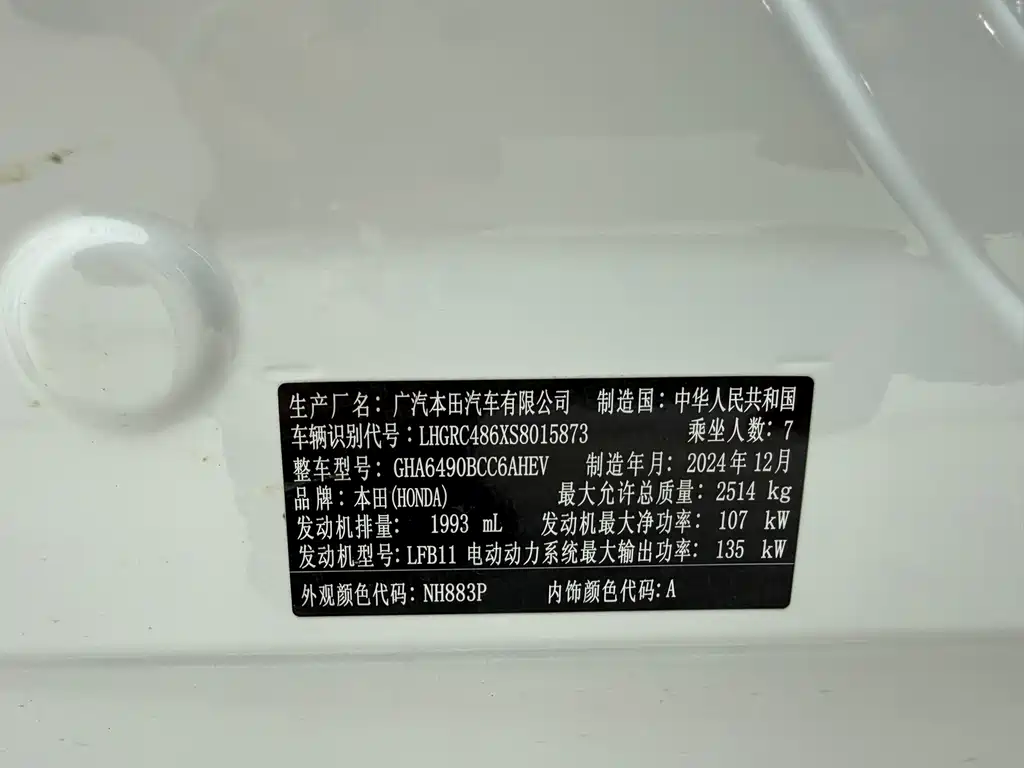 生产厂名：广汽本田汽车有限公司 制造国：中华人民共和国
车辆识别代号：LHGRC486XS8015873 乘坐人数：7
整车型号：GHA6490BCC6AHEV 制造年月：2024年12月
品牌：本田(HONDA) 最大允许总质量：2514 kg
发动机排量： 1993 mL 发动机最大净功率：107 kW
发动机型号：LFB11 电动动力系统最大输出功率：135 kW
外观颜色代码：NH883P 内饰颜色代码：A